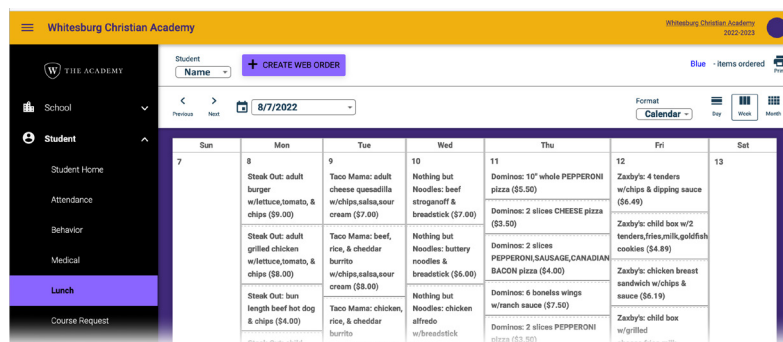 Whitesburg Christian Academy
Whitesburg Christian Academy
2022-2023
W THE ACADEMY
School
Student
Student Home
Attendance
Behavior
Medical
Lunch
Course Request
Student
Name
+ CREATE WEB ORDER
Blue - items ordered
Print
Previous
Next
8/7/2022
Format
Calendar
Day
Week
Month
Sun
Mon
Tue
Wed
Thu
Fri
Sat
7
8
Steak Out: adult
burger
w/lettuce,tomato, &
chips ($9.00)
Steak Out: adult
grilled chicken
w/lettuce,tomato, &
chips ($8.00)
Steak Out: bun
length beef hot dog
& chips ($4.00)
9
Taco Mama: adult
cheese quesadilla
w/chips,salsa,sour
cream ($7.00)
Taco Mama: beef,
rice, & cheddar
burrito
w/chips,salsa,sour
cream ($8.00)
Taco Mama: chicken,
rice, & cheddar
burrito
10
Nothing but
Noodles: beef
stroganoff &
breadstick ($7.00)
Nothing but
Noodles: buttery
noodles &
breadstick ($6.00)
Nothing but
Noodles: chicken
alfredo
w/breadstick
11
Dominos: 10" whole PEPPERONI
pizza ($5.50)
Dominos: 2 slices CHEESE pizza
($3.50)
Dominos: 2 slices
PEPPERONI,SAUSAGE,CANADIAN
BACON pizza ($4.00)
Dominos: 6 bonelss wings
w/ranch sauce ($7.50)
Dominos: 2 slices PEPPERONI
pizza ($3.50)
12
Zaxby's: 4 tenders
w/chips & dipping sauce
($6.49)
Zaxby's: child box w/2
tenders,fries,milk,goldfish
cookies ($4.89)
Zaxby's: chicken breast
sandwich w/chips &
sauce ($6.19)
Zaxby's: child box
w/grilled
13